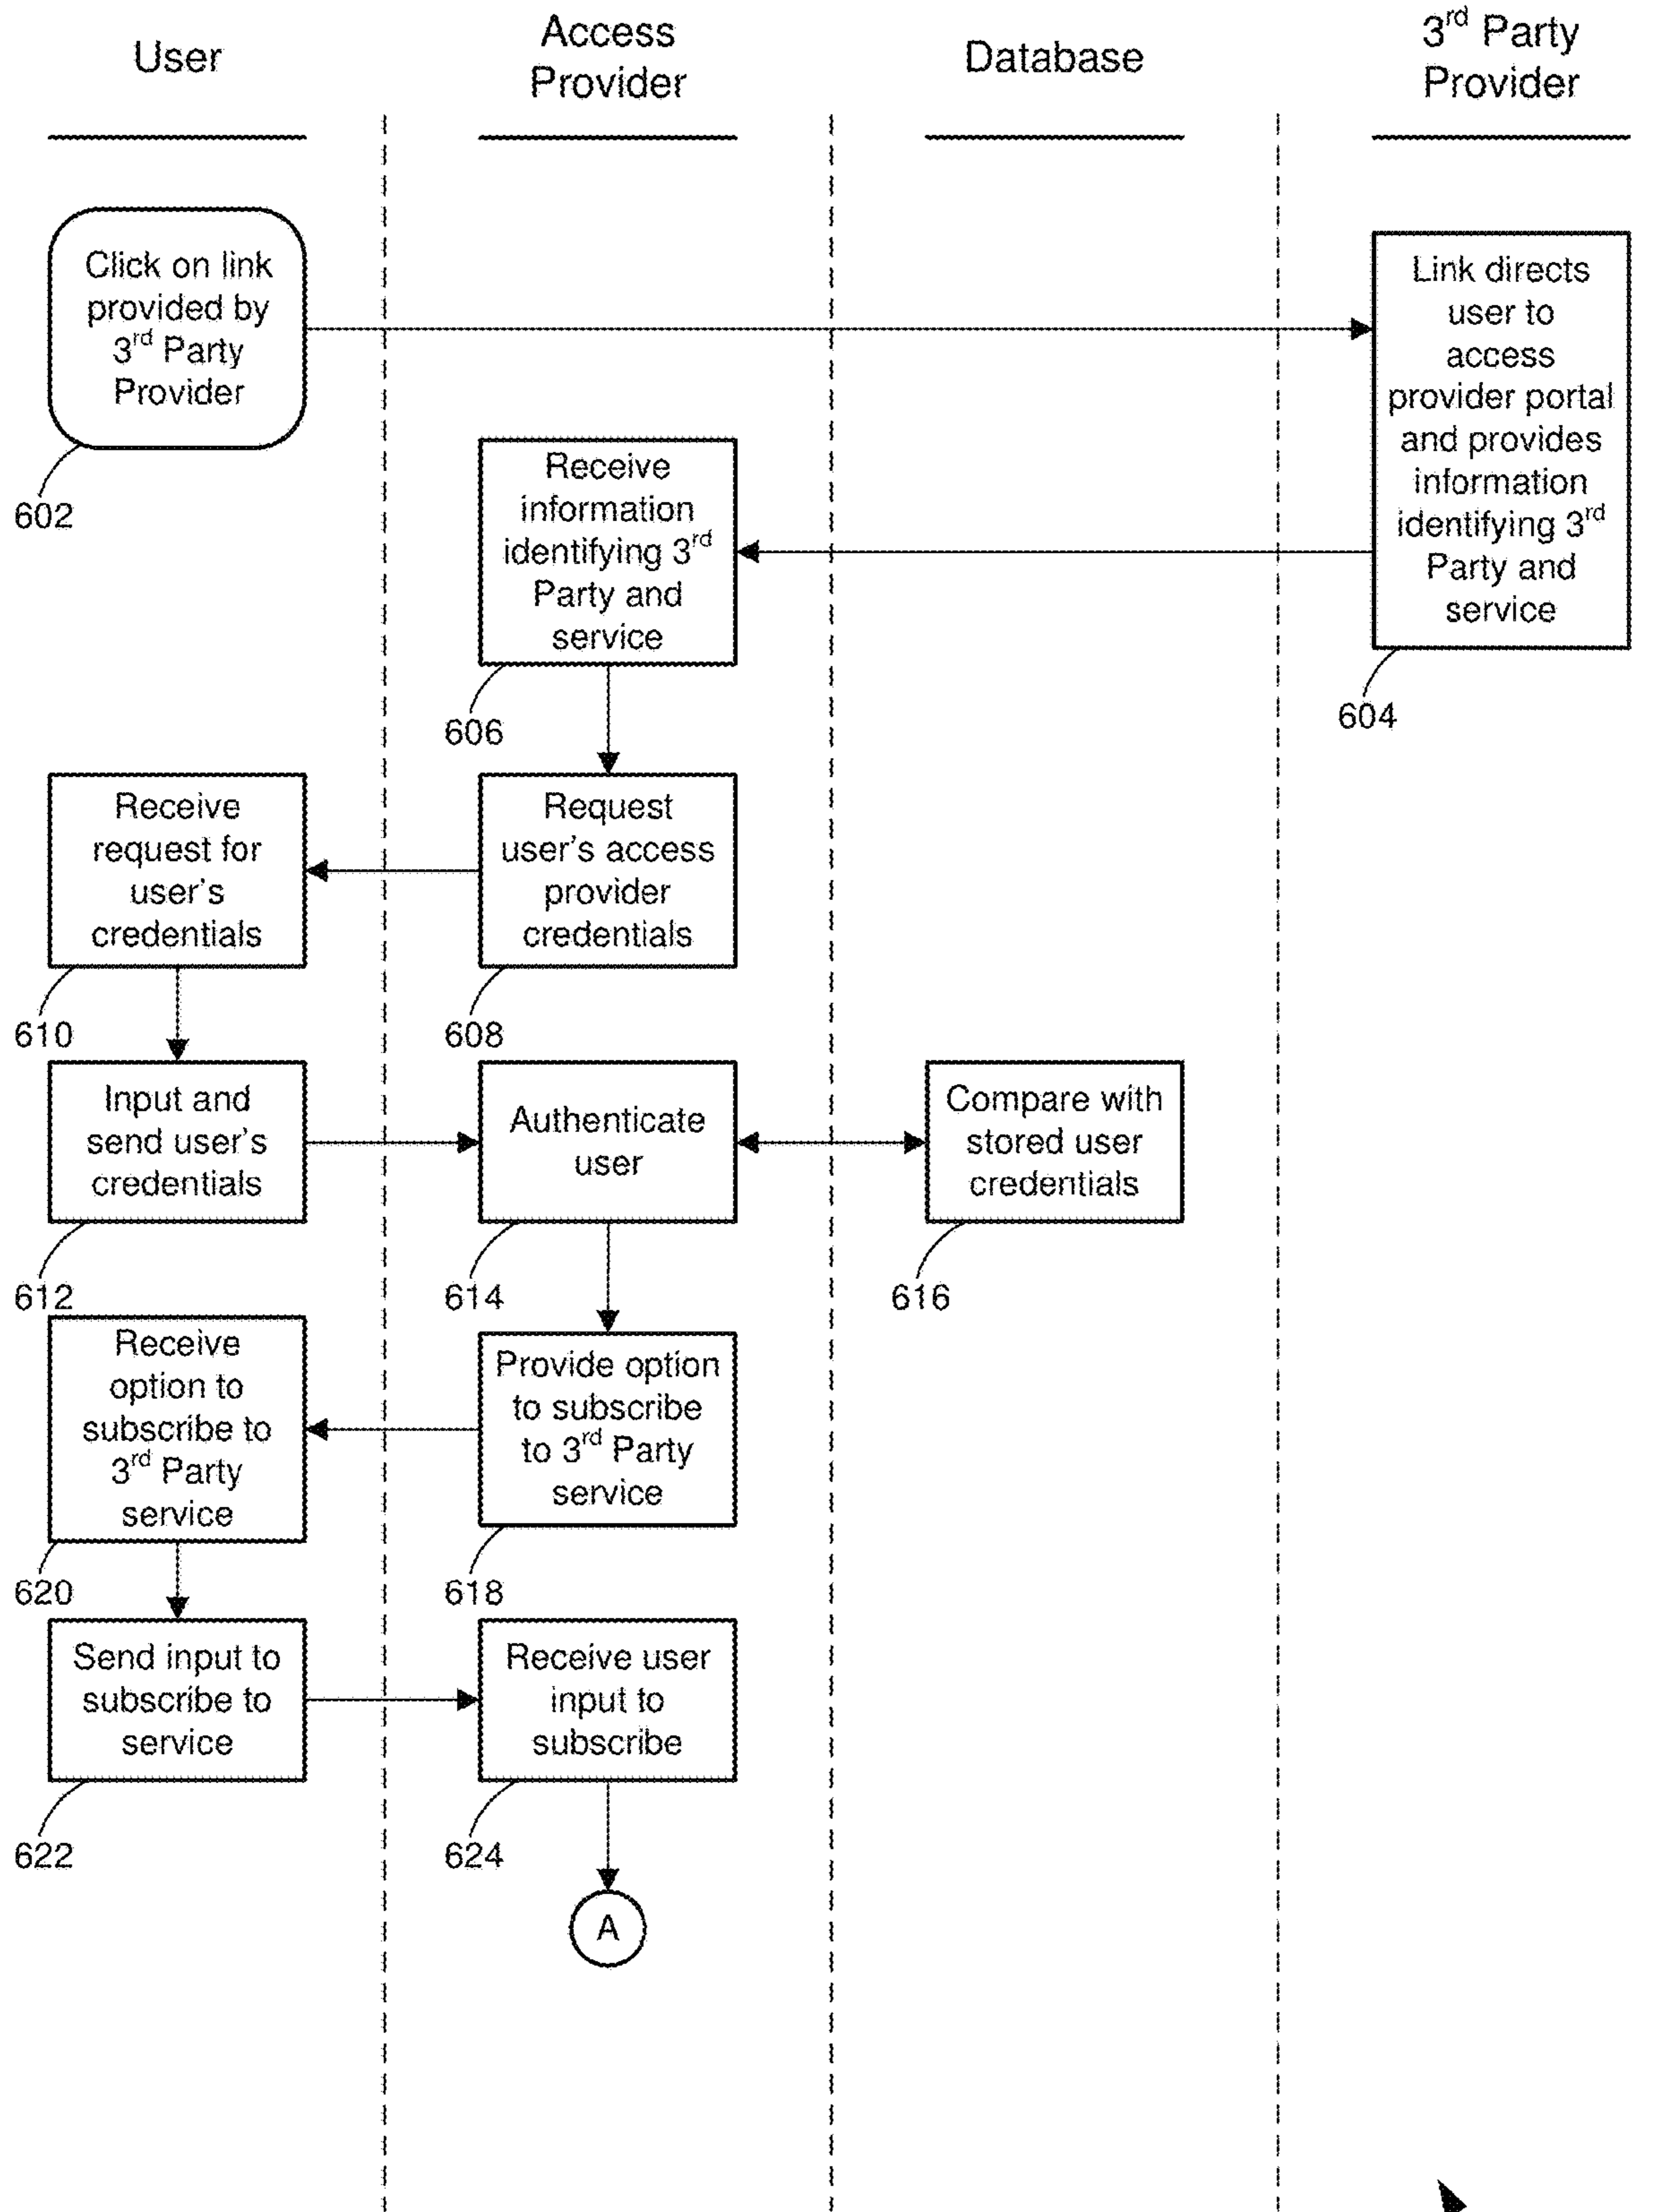 User
Access
Provider
Database
3rd Party
Provider
Click on link
provided by
3rd Party
Provider
602
Link directs
user to
access
provider portal
and provides
information
identifying 3rd
Party and
service
604
Receive
information
identifying 3rd
Party and
service
606
Request
user's access
provider
credentials
608
Receive
request for
user's
credentials
610
Input and
send user's
credentials
612
Authenticate
user
614
Compare with
stored user
credentials
616
Provide option
to subscribe
to 3rd Party
service
618
Receive
option to
subscribe to
3rd Party
service
620
Send input to
subscribe to
service
622
Receive user
input to
subscribe
624
A